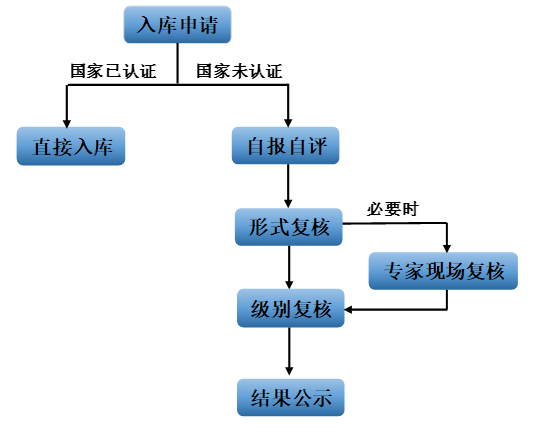 入库申请
国家已认证
国家未认证
直接入库
自报自评
形式复核
必要时
专家现场复核
级别复核
结果公示